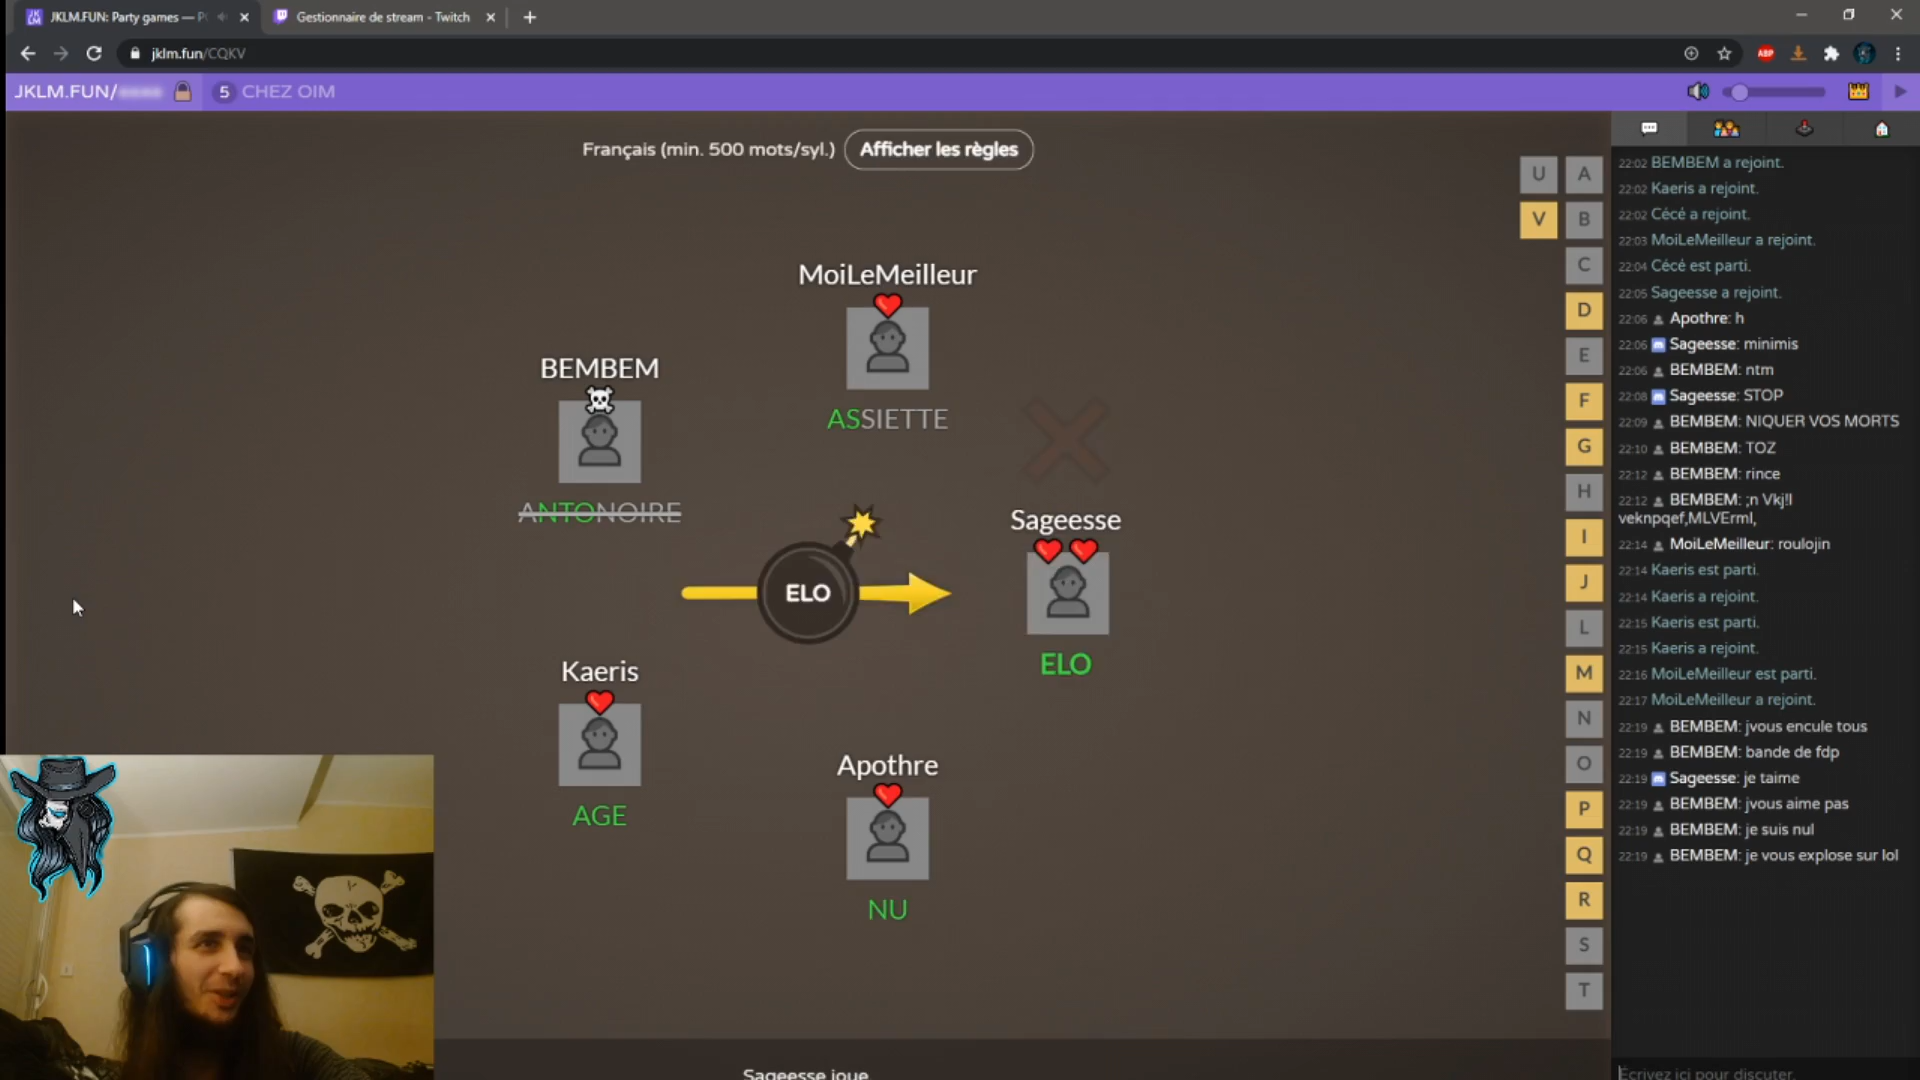 JKLM.FUN: Party games — P
Gestionnaire de stream - Twitch
jklm.fun/CQKV
ABP
JKLM.FUN/
5 CHEZ OIM
Français (min. 500 mots/syl.) Afficher les règles
MoiLeMeilleur
ASSIETTE
BEMBEM
ANTONOIRE
ELO
Sageesse
ELO
Kaeris
AGE
Apothre
NU
Sageesse joue
U A
V B
C
D
E
F
G
H
I
J
L
M
N
O
P
Q
R
S
T
22:02 BEMBEM a rejoint.
22:02 Kaeris a rejoint.
22:02 Cécé a rejoint.
22:03 MoiLeMeilleur a rejoint.
22:04 Cécé est parti.
22:05 Sageesse a rejoint.
22:06 Apothre: h
22:06 Sageesse: minimis
22:06 BEMBEM: ntm
22:08 Sageesse: STOP
22:09 BEMBEM: NIQUER VOS MORTS
22:10 BEMBEM: TOZ
22:12 BEMBEM: rince
22:12 BEMBEM: ;n Vkj!l
veknpqef,MLVErml,
22:14 MoiLeMeilleur: roulojin
22:14 Kaeris est parti.
22:14 Kaeris a rejoint.
22:15 Kaeris est parti.
22:15 Kaeris a rejoint.
22:16 MoiLeMeilleur est parti.
22:17 MoiLeMeilleur a rejoint.
22:19 BEMBEM: jvous encule tous
22:19 BEMBEM: bande de fdp
22:19 Sageesse: je taime
22:19 BEMBEM: jvous aime pas
22:19 BEMBEM: je suis nul
22:19 BEMBEM: je vous explose sur lol
Écrivez ici pour discuter.